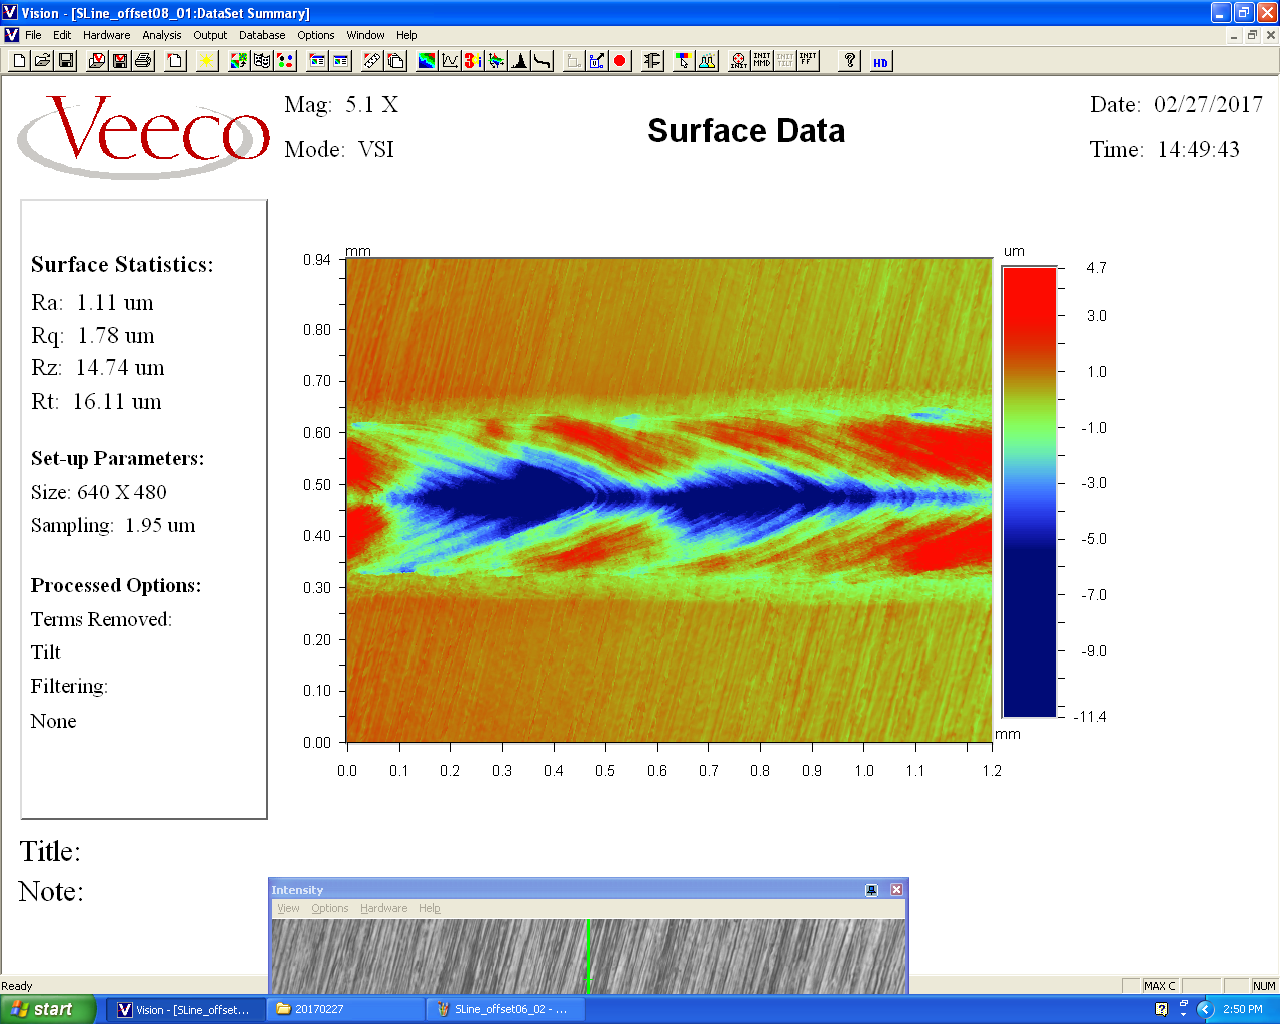 Vision - [SLine_offset08_01:DataSet Summary]
File Edit Hardware Analysis Output Database Options Window Help
INIT INIT MMD INIT TILT INIT FF ? HD
Veeco
Mag: 5.1 X
Mode: VSI
Surface Data
Date: 02/27/2017
Time: 14:49:43
Surface Statistics:
Ra: 1.11 um
Rq: 1.78 um
Rz: 14.74 um
Rt: 16.11 um
Set-up Parameters:
Size: 640 X 480
Sampling: 1.95 um
Processed Options:
Terms Removed:
Tilt
Filtering:
None
mm
0.94
0.80
0.70
0.60
0.50
0.40
0.30
0.20
0.10
0.00
0.0 0.1 0.2 0.3 0.4 0.5 0.6 0.7 0.8 0.9 1.0 1.1 1.2
mm
um
4.7
3.0
1.0
-1.0
-3.0
-5.0
-7.0
-9.0
-11.4
Title:
Note:
Intensity
View Options Hardware Help
Ready
MAX C NUM
start
Vision - [SLine_offset...
20170227
SLine_offset06_02 - ...
2:50 PM